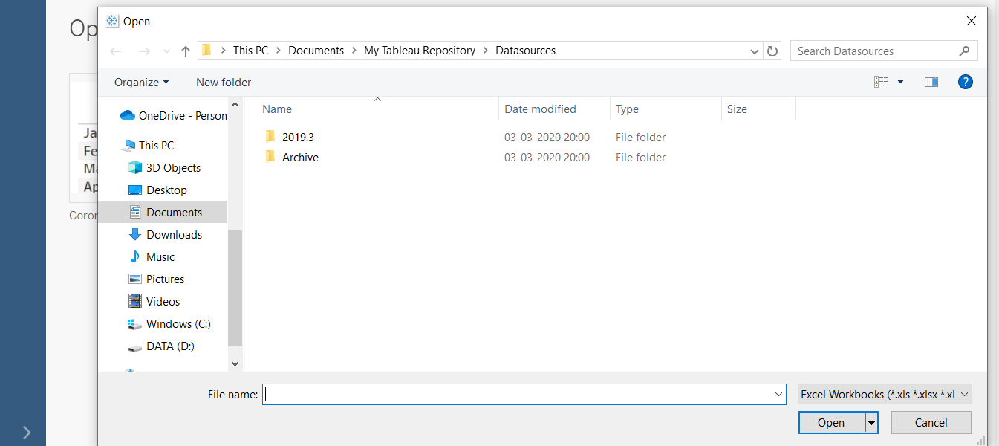 Op
Open
This PC > Documents > My Tableau Repository > Datasources
Search Datasources
Organize
New folder
?
OneDrive - Person
This PC
3D Objects
Desktop
Documents
Downloads
Music
Pictures
Videos
Windows (C:)
DATA (D:)
Name Date modified Type Size
2019.3 03-03-2020 20:00 File folder
Archive 03-03-2020 20:00 File folder
Ja
Fe
Ma
Ap
Coror
File name:
Excel Workbooks (*.xls *.xlsx *.xl
Open
Cancel